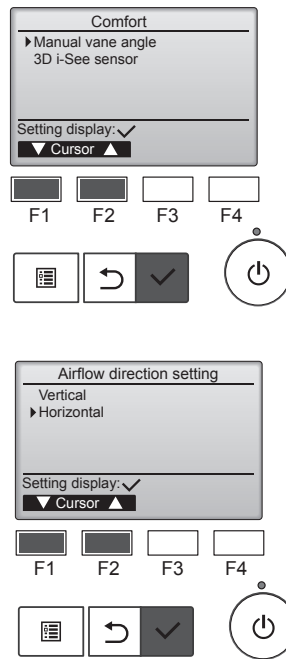 Comfort
Manual vane angle
3D i-See sensor
Setting display:
Cursor
F1 F2 F3 F4
Airflow direction setting
Vertical
Horizontal
Setting display:
Cursor
F1 F2 F3 F4